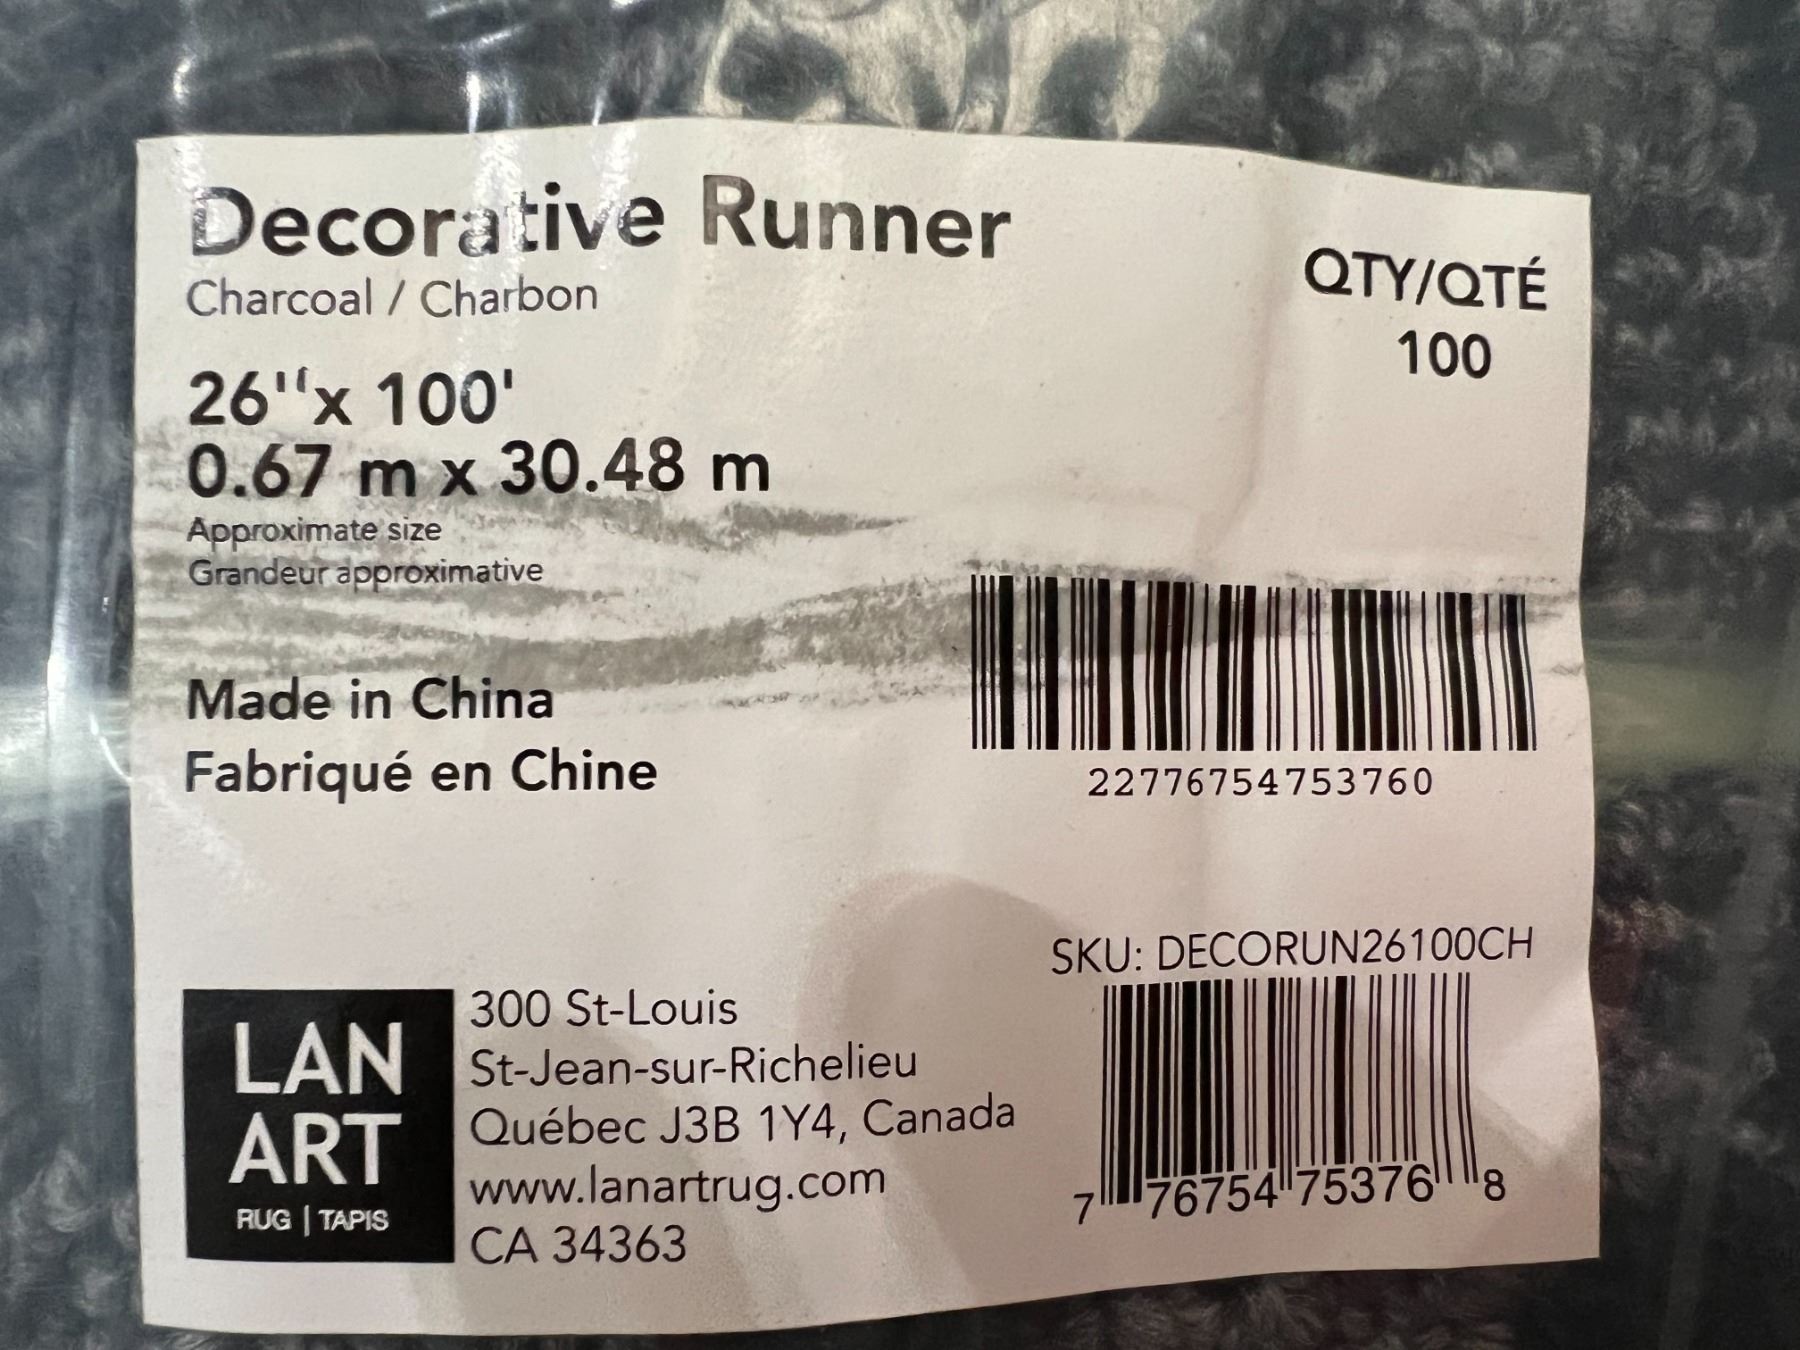 Decorative Runner
Charcoal / Charbon
QTY/QTÉ
100
26''x 100'
0.67 m x 30.48 m
Approximate size
Grandeur approximative
Made in China
Fabriqué en Chine
22776754753760
SKU: DECORUN26100CH
7 76754 75376 8
LAN
ART
RUG | TAPIS
300 St-Louis
St-Jean-sur-Richelieu
Québec J3B 1Y4, Canada
www.lanartrug.com
CA 34363